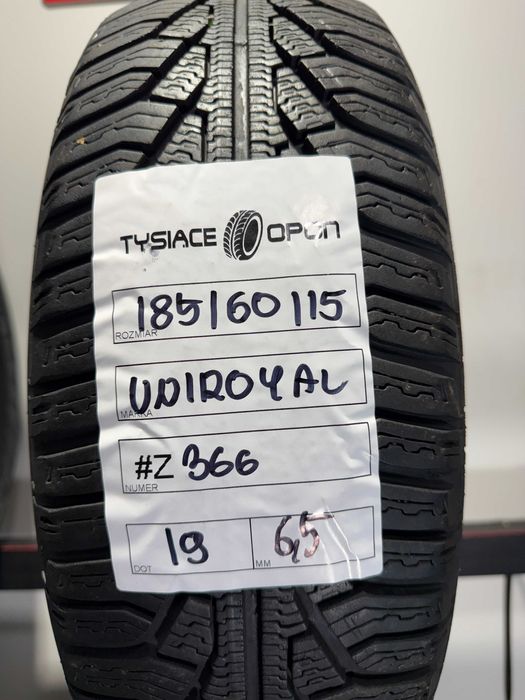 TYSIACE OPON
185/60/15
ROZMIAR
UNIROYAL
MARKA
#Z 366
NUMER
19 6,5
DOT MM